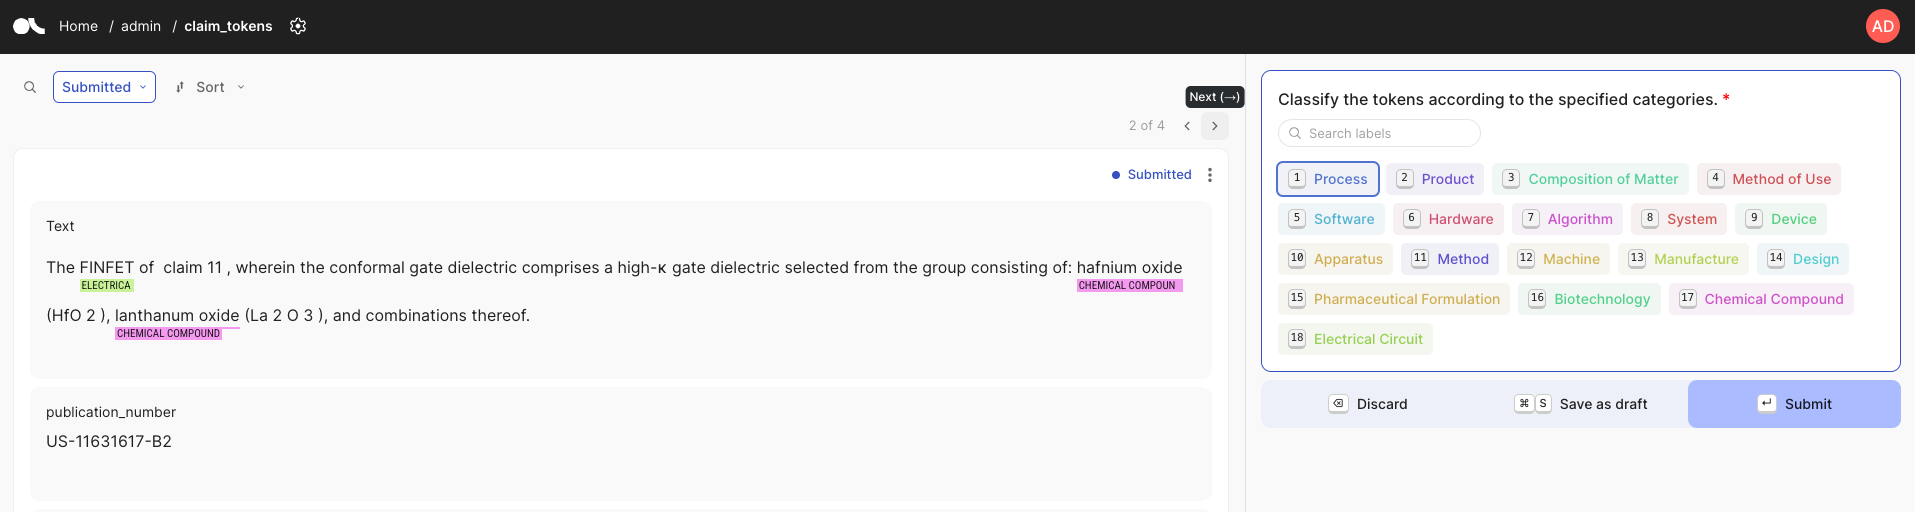 Home / admin / claim_tokens
AD
Submitted
Sort
Next (→)
2 of 4
Submitted
Text
The FINFET of claim 11 , wherein the conformal gate dielectric comprises a high-κ gate dielectric selected from the group consisting of: hafnium oxide
ELECTRICA
CHEMICAL COMPOUN
(HfO 2 ), lanthanum oxide (La 2 O 3 ), and combinations thereof.
CHEMICAL COMPOUND
publication_number
US-11631617-B2
Classify the tokens according to the specified categories. *
Search labels
1 Process 2 Product 3 Composition of Matter 4 Method of Use
5 Software 6 Hardware 7 Algorithm 8 System 9 Device
10 Apparatus 11 Method 12 Machine 13 Manufacture 14 Design
15 Pharmaceutical Formulation 16 Biotechnology 17 Chemical Compound
18 Electrical Circuit
⌫ Discard ⌘ S Save as draft ↵ Submit